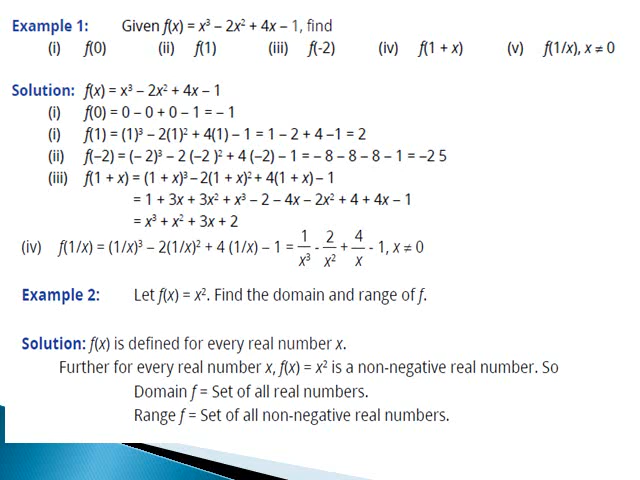 Example 1: Given f(x) = x³ – 2x² + 4x – 1, find
(i) f(0) (ii) f(1) (iii) f(-2) (iv) f(1 + x) (v) f(1/x), x ≠ 0
Solution: f(x) = x³ – 2x² + 4x – 1
(i) f(0) = 0 – 0 + 0 – 1 = – 1
(i) f(1) = (1)³ – 2(1)² + 4(1) – 1 = 1 – 2 + 4 –1 = 2
(ii) f(–2) = (– 2)³ – 2 (–2 )² + 4 (–2) – 1 = – 8 – 8 – 8 – 1 = –2 5
(iii) f(1 + x) = (1 + x)³ – 2(1 + x)² + 4(1 + x) – 1
= 1 + 3x + 3x² + x³ – 2 – 4x – 2x² + 4 + 4x – 1
= x³ + x² + 3x + 2
(iv) f(1/x) = (1/x)³ – 2(1/x)² + 4 (1/x) – 1 = 1/x³ - 2/x² + 4/x - 1, x ≠ 0
Example 2: Let f(x) = x². Find the domain and range of f.
Solution: f(x) is defined for every real number x.
Further for every real number x, f(x) = x² is a non-negative real number. So
Domain f = Set of all real numbers.
Range f = Set of all non-negative real numbers.